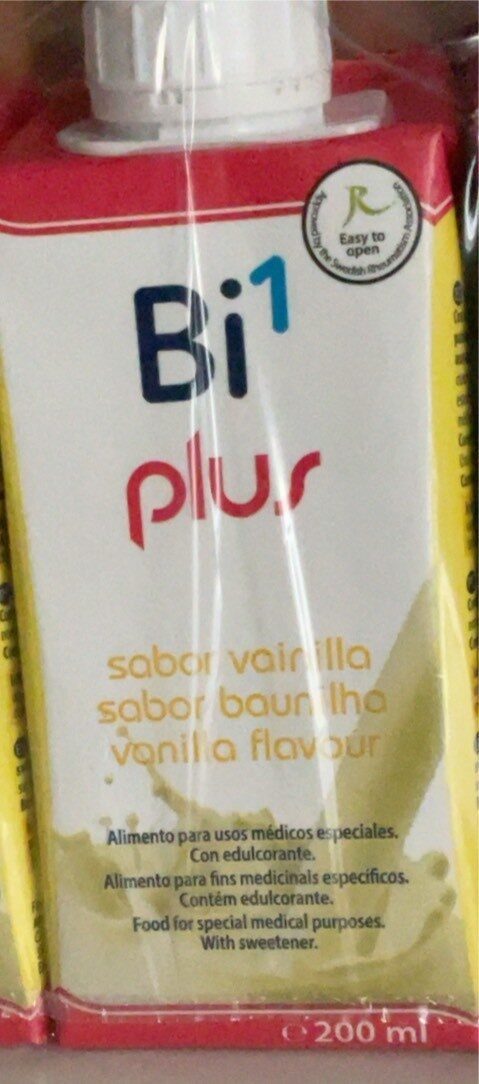 R
Easy to
open
Approved by the Swedish Rheumatism Association
Bi1
plus
sabor vainilla
sabor baunilha
vanilla flavour
Alimento para usos médicos especiales.
Con edulcorante.
Alimento para fins medicinais específicos.
Contém edulcorante.
Food for special medical purposes.
With sweetener.
℮ 200 ml